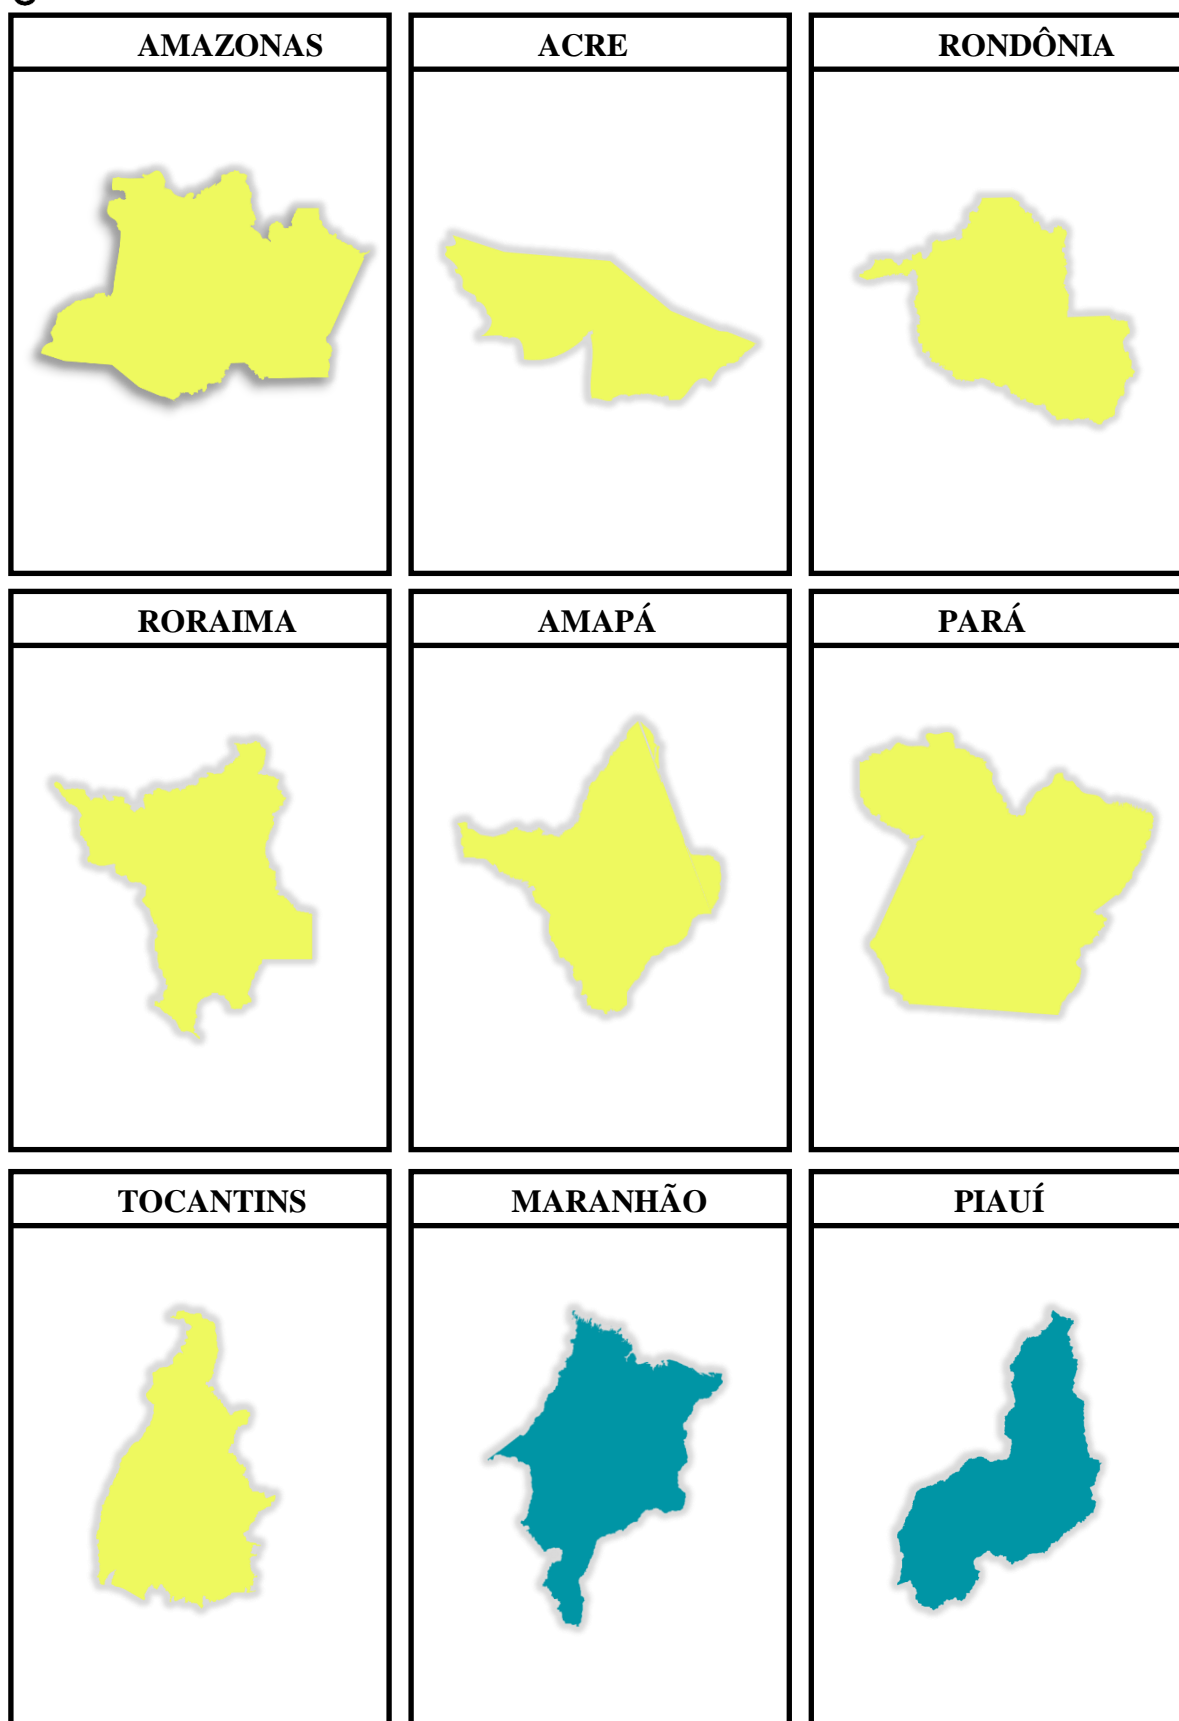 AMAZONAS
ACRE
RONDÔNIA
RORAIMA
AMAPÁ
PARÁ
TOCANTINS
MARANHÃO
PIAUÍ